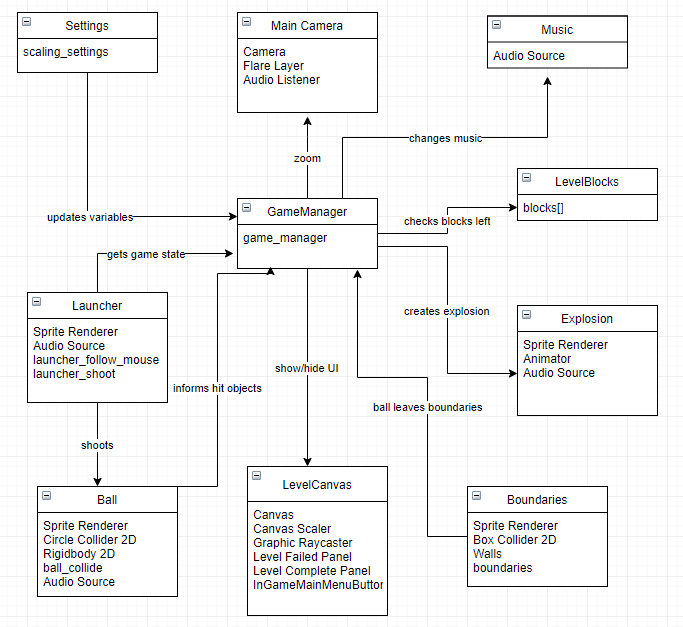 Settings
scaling_settings
Main Camera
Camera
Flare Layer
Audio Listener
Music
Audio Source
changes music
zoom
LevelBlocks
blocks[]
updates variables
GameManager
game_manager
checks blocks left
gets game state
Launcher
Sprite Renderer
Audio Source
launcher_follow_mouse
launcher_shoot
creates explosion
Explosion
Sprite Renderer
Animator
Audio Source
informs hit objects
show/hide UI
ball leaves boundaries
shoots
Ball
Sprite Renderer
Circle Collider 2D
Rigidbody 2D
ball_collide
Audio Source
LevelCanvas
Canvas
Canvas Scaler
Graphic Raycaster
Level Failed Panel
Level Complete Panel
InGameMainMenuButtor
Boundaries
Sprite Renderer
Box Collider 2D
Walls
boundaries